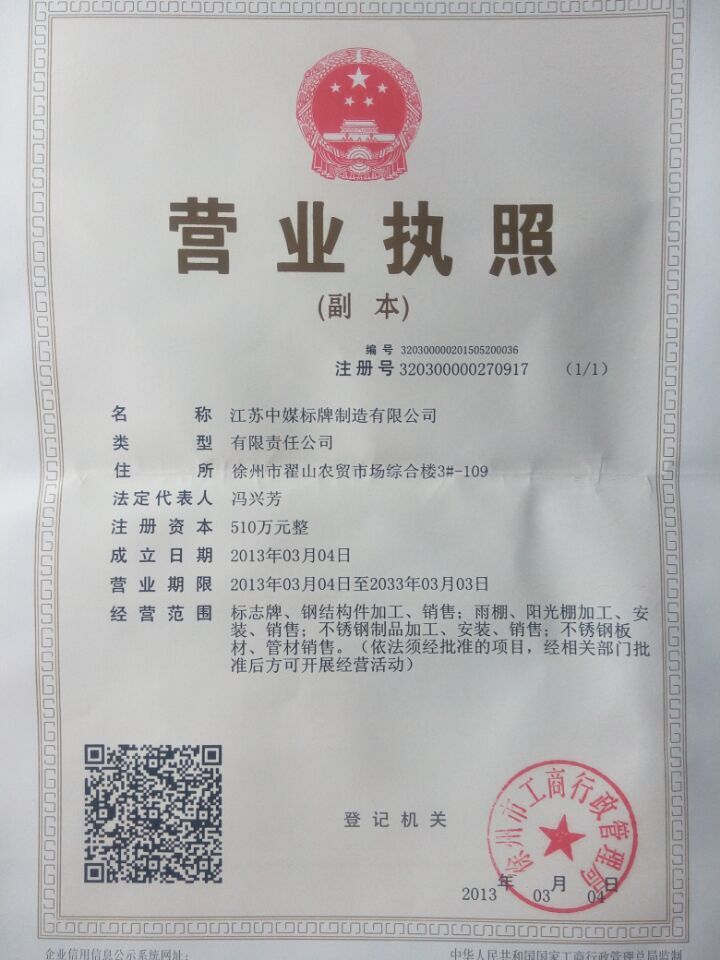 营业执照
(副 本)
编 号 320300000201505200036
注册号 320300000270917 (1/1)
名 称 江苏中媒标牌制造有限公司
类 型 有限责任公司
住 所 徐州市翟山农贸市场综合楼3#-109
法定代表人 冯兴芳
注册资本 510万元整
成立日期 2013年03月04日
营业期限 2013年03月04日至2033年03月03日
经营范围 标志牌、钢结构件加工、销售；雨棚、阳光棚加工、安
装、销售；不锈钢制品加工、安装、销售；不锈钢板
材、管材销售。（依法须经批准的项目，经相关部门批
准后方可开展经营活动）
登记机关
徐州市工商行政管理局
2013年03月04日
企业信用信息公示系统网址：
中华人民共和国国家工商行政管理总局监制